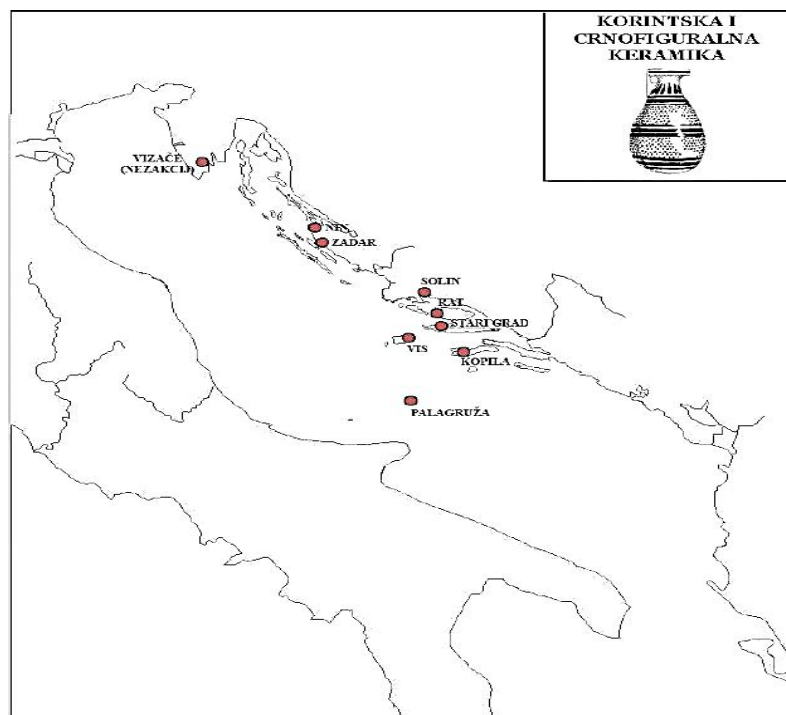 KORINTSKA I
CRNOFIGURALNA
KERAMIKA
VIZAČE
(NEZAKCIJ)
NIN
ZADAR
SOLIN
RAT
STARI GRAD
VIS
KOPILA
PALAGRUŽA